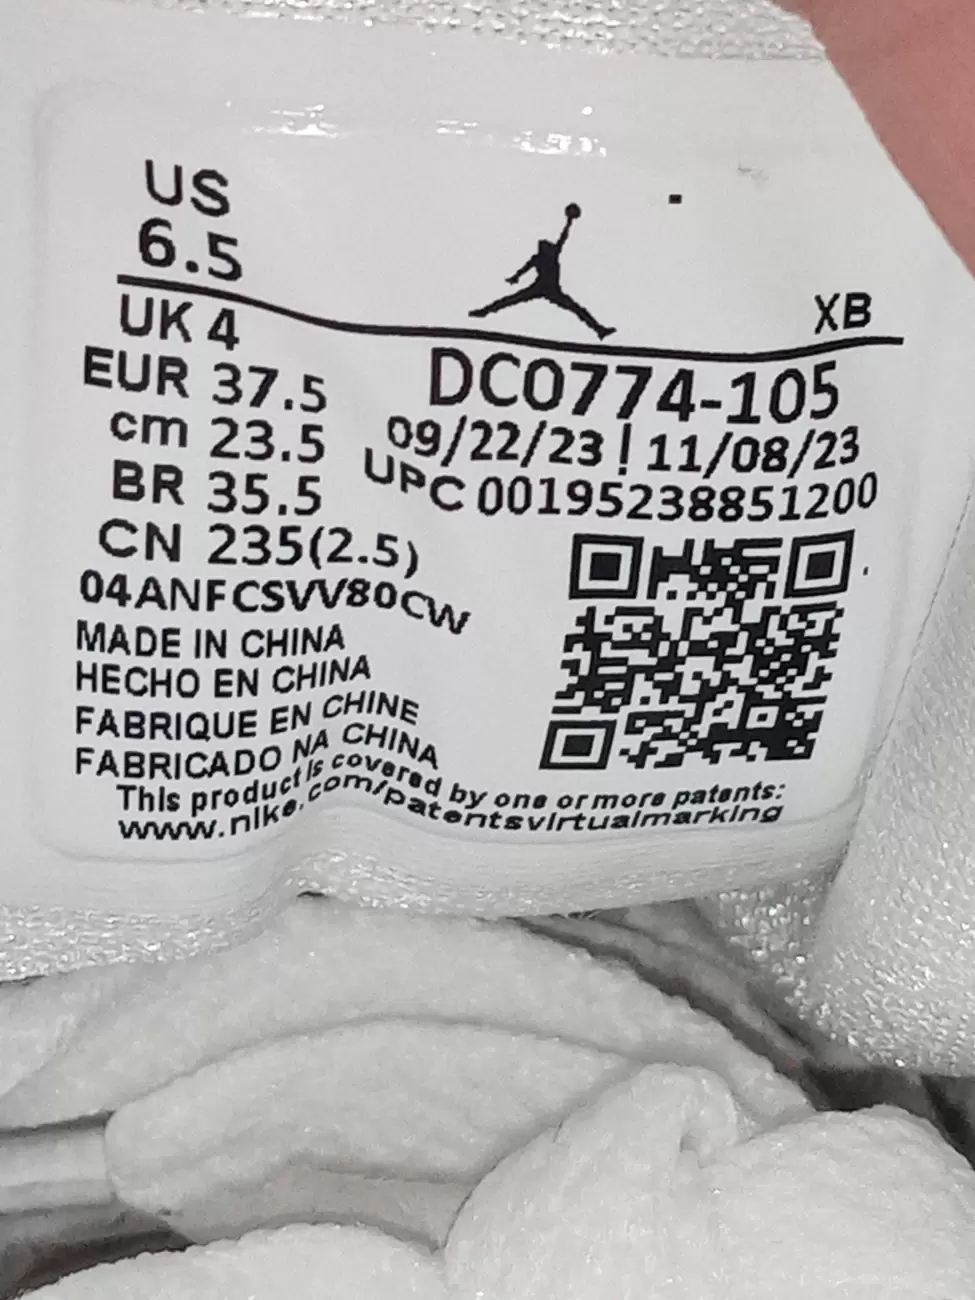 US
6.5
XB
UK 4
EUR 37.5
cm 23.5
BR 35.5
CN 235(2.5)
04ANFCSVV80CW
DC0774-105
09/22/23 ! 11/08/23
UPC 00195238851200
MADE IN CHINA
HECHO EN CHINA
FABRIQUE EN CHINE
FABRICADO NA CHINA
This product is covered by one or more patents:
www.nike.com/patentsvirtualmarking